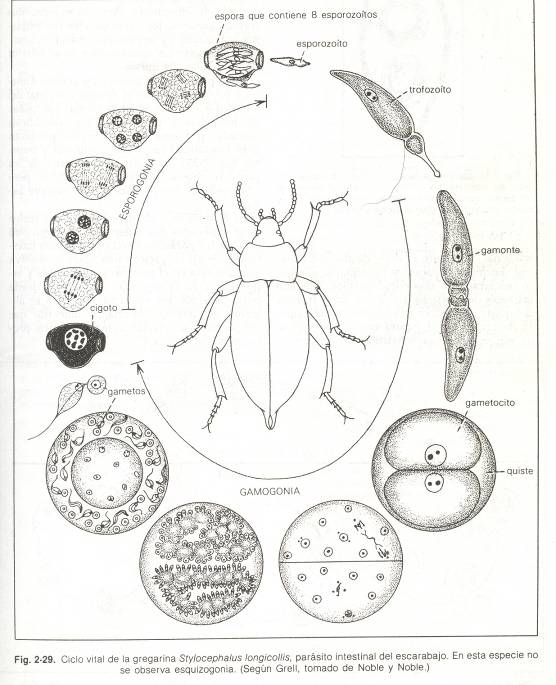 espora que contiene 8 esporozoítos
esporozoíto
trofozoíto
ESPOROGONIA
gamonte
cigoto
gametos
gametocito
quiste
GAMOGONIA
Fig. 2-29. Ciclo vital de la gregarina Stylocephalus longicollis, parásito intestinal del escarabajo. En esta especie no
se observa esquizogonia. (Según Grell, tomado de Noble y Noble.)